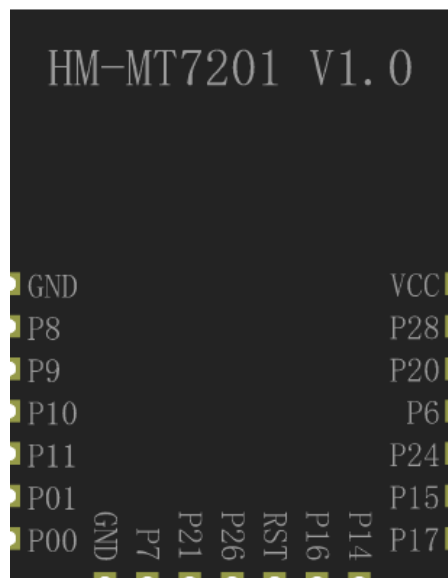 HM-MT7201 V1.0
GND VCC
P8 P28
P9 P20
P10 P6
P11 P24
P01 P15
P00 P17
GND
P7
P21
P26
RST
P16
P14